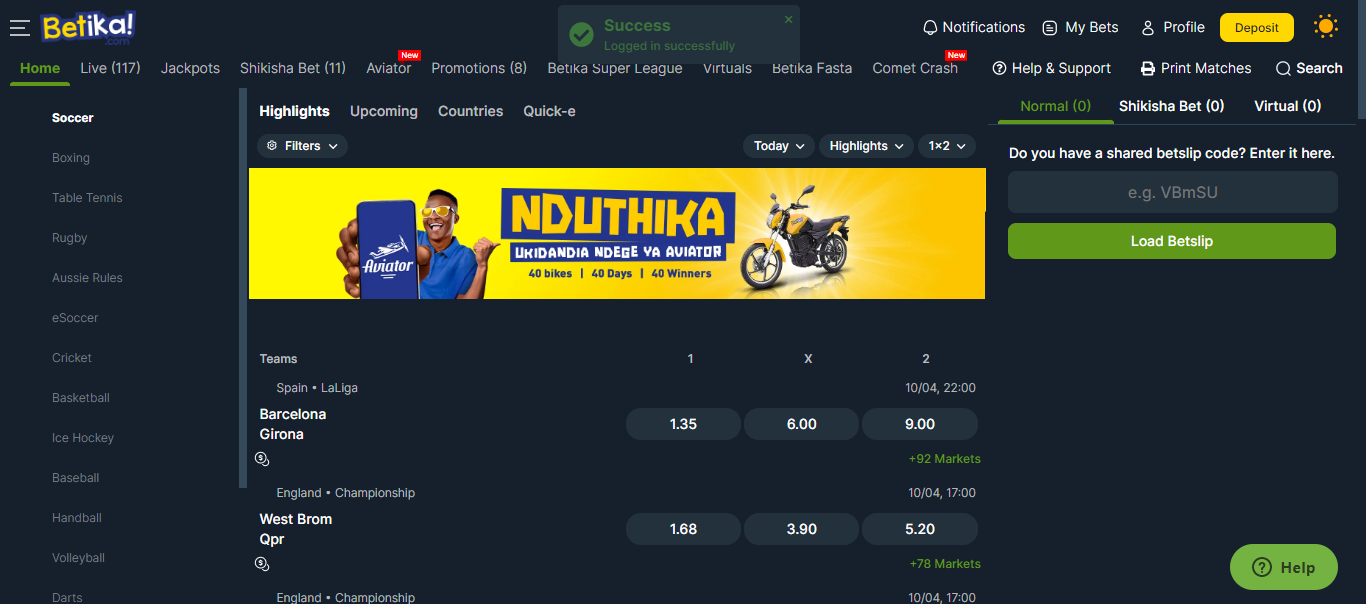 Betika!
.com
Success
Logged in successfully
Notifications
My Bets
Profile
Deposit
Home
Live (117)
Jackpots
Shikisha Bet (11)
Aviator
New
Promotions (8)
Betika Super League
Virtuals
Betika Fasta
Comet Crash
New
Help & Support
Print Matches
Search
Soccer
Boxing
Table Tennis
Rugby
Aussie Rules
eSoccer
Cricket
Basketball
Ice Hockey
Baseball
Handball
Volleyball
Darts
Highlights
Upcoming
Countries
Quick-e
Filters
Today
Highlights
1×2
Aviator
NDUTHIKA
UKIDANDIA NDEGE YA AVIATOR
40 bikes | 40 Days | 40 Winners
Teams 1 X 2
Spain • LaLiga 10/04, 22:00
Barcelona
Girona
1.35 6.00 9.00
+92 Markets
England • Championship 10/04, 17:00
West Brom
Qpr
1.68 3.90 5.20
+78 Markets
England • Championship 10/04, 17:00
Normal (0)
Shikisha Bet (0)
Virtual (0)
Do you have a shared betslip code? Enter it here.
e.g. VBmSU
Load Betslip
Help